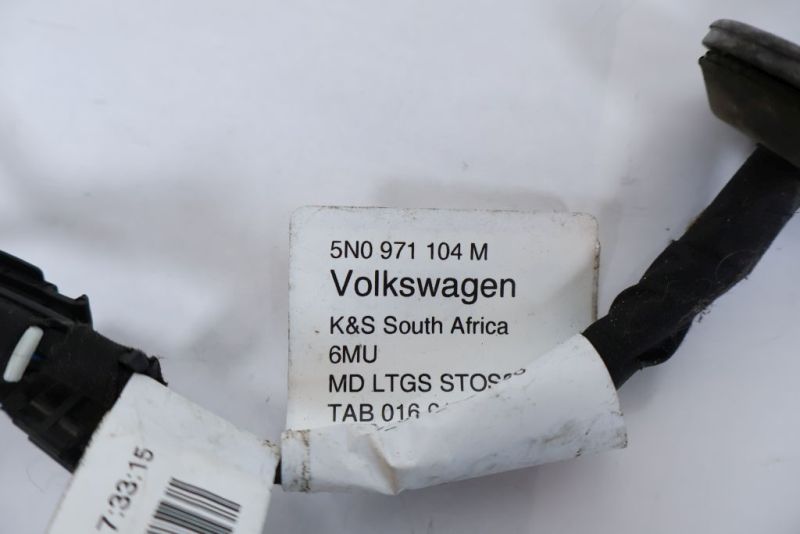 5N0 971 104 M
Volkswagen
K&S South Africa
6MU
MD LTGS
TAB 016
7:33:15